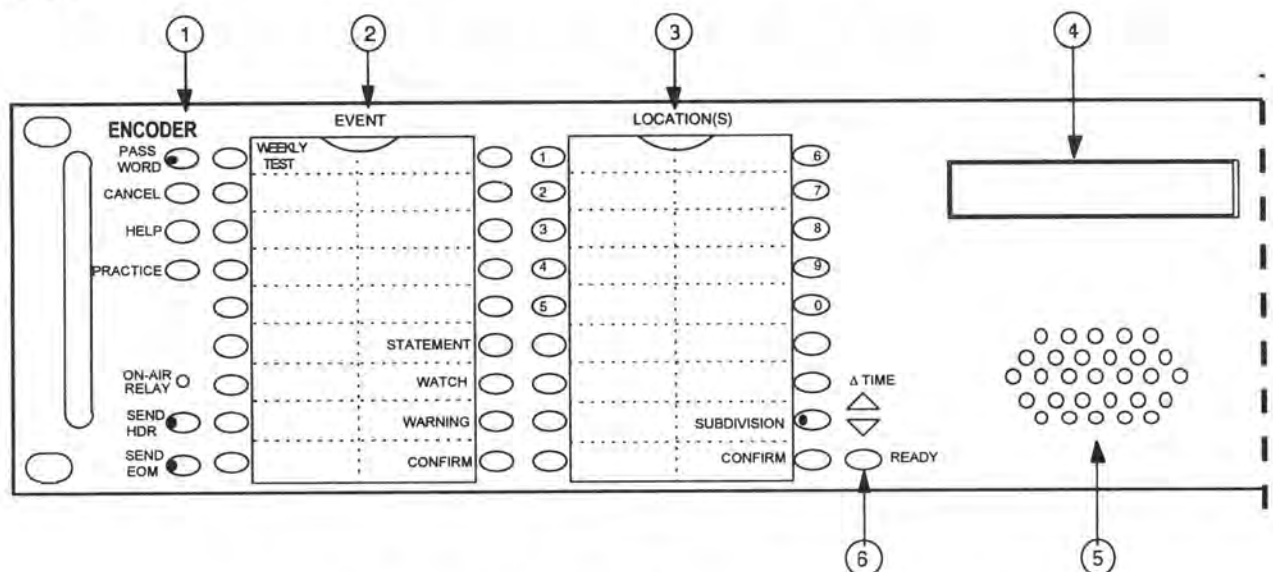 1
2
3
4
ENCODER
EVENT
LOCATION(S)
PASS
WORD
CANCEL
HELP
PRACTICE
ON-AIR
RELAY
SEND
HDR
SEND
EOM
WEEKLY
TEST
STATEMENT
WATCH
WARNING
CONFIRM
1
2
3
4
5
6
7
8
9
0
SUBDIVISION
CONFIRM
Δ TIME
READY
6
5